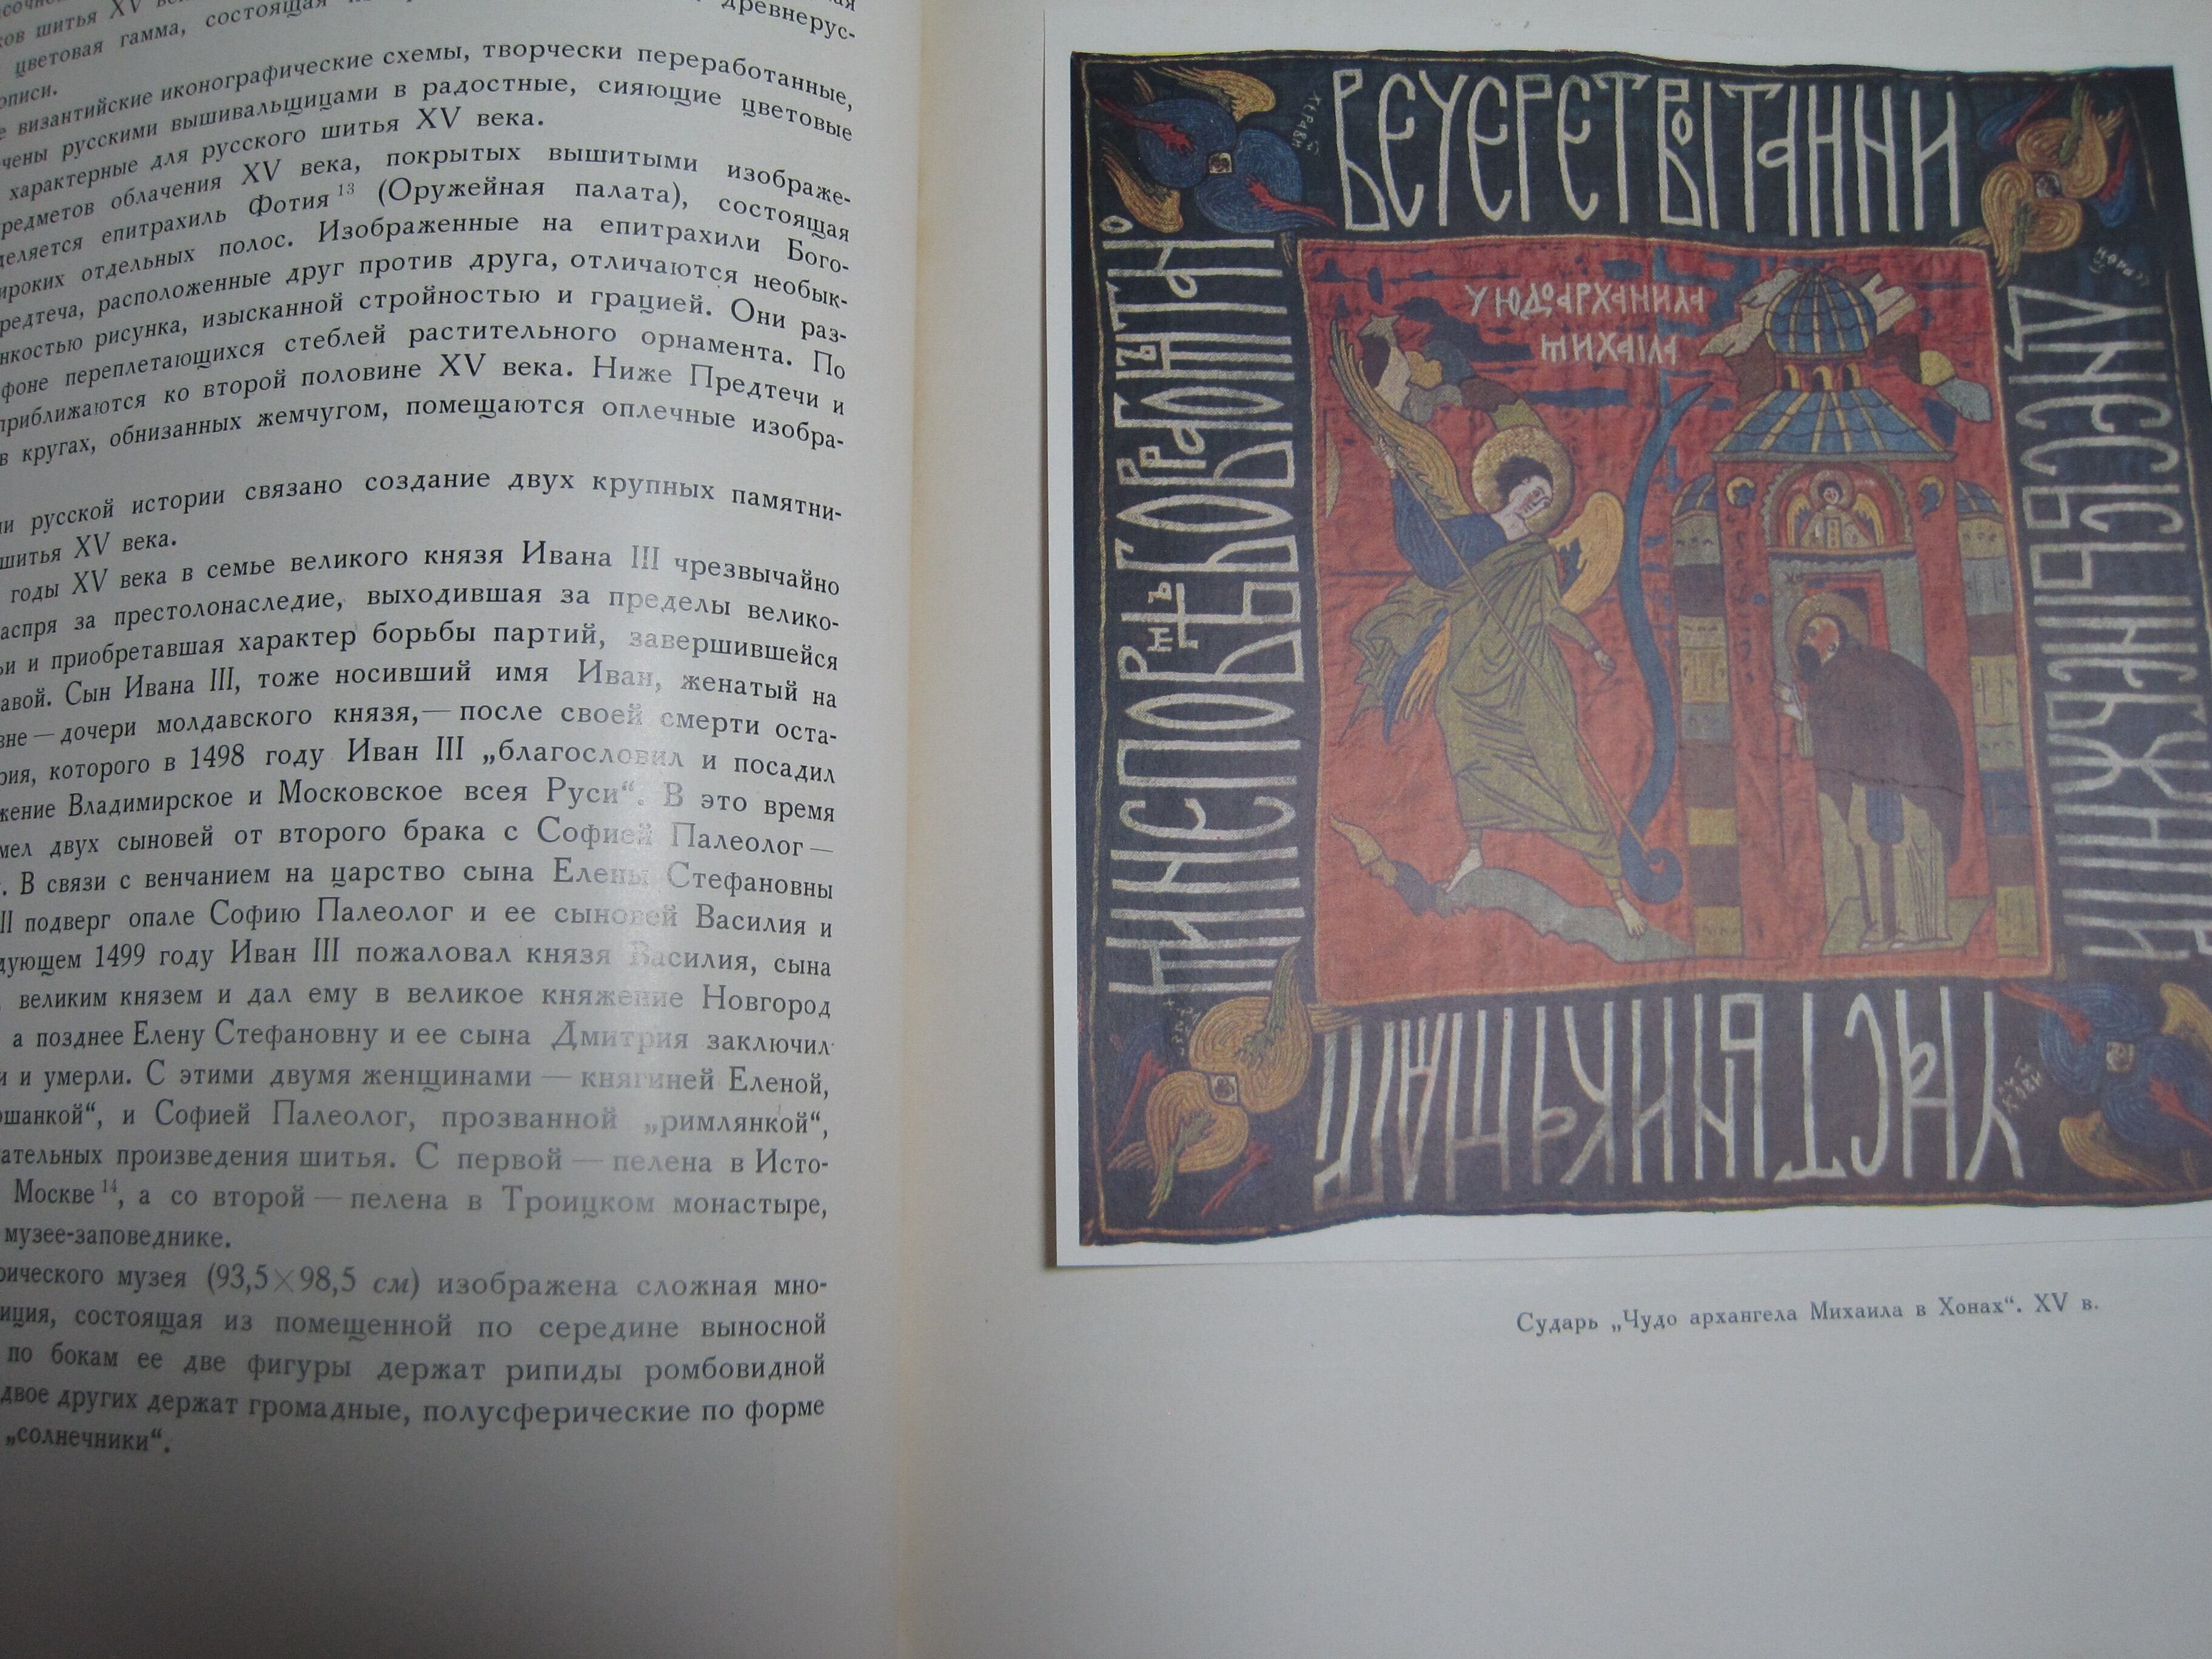 ков шитья XV
цветовая гамма, состоящая древнерус-
описи.
византийские иконографические схемы, творчески переработанные,
чены русскими вышивальщицами в радостные, сияющие цветовые
характерные для русского шитья XV века.
редметов облачения XV века, покрытых вышитыми изображе-
деляется епитрахиль Фотия 13 (Оружейная палата), состоящая
ироких отдельных полос. Изображенные на епитрахили Бого-
редтеча, расположенные друг против друга, отличаются необык-
нкостью рисунка, изысканной стройностью и грацией. Они раз-
фоне переплетающихся стеблей растительного орнамента. По
приближаются ко второй половине XV века. Ниже Предтечи и
в кругах, обнизанных жемчугом, помещаются оплечные изобра-
и русской истории связано создание двух крупных памятни-
шитья XV века.
годы XV века в семье великого князя Ивана III чрезвычайно
аспря за престолонаследие, выходившая за пределы велико-
ьи и приобретавшая характер борьбы партий, завершившейся
авой. Сын Ивана III, тоже носивший имя Иван, женатый на
вне — дочери молдавского князя,— после своей смерти оста-
рия, которого в 1498 году Иван III „благословил и посадил
жение Владимирское и Московское всея Руси“. В это время
мел двух сыновей от второго брака с Софией Палеолог —
. В связи с венчанием на царство сына Елены Стефановны
II подверг опале Софию Палеолог и ее сыновей Василия и
дующем 1499 году Иван III пожаловал князя Василия, сына
великим князем и дал ему в великое княжение Новгород
а позднее Елену Стефановну и ее сына Дмитрия заключил
и и умерли. С этими двумя женщинами — княгиней Еленой,
ошанкой“, и Софией Палеолог, прозванной „римлянкой“,
ательных произведения шитья. С первой — пелена в Исто-
Москве 14, а со второй — пелена в Троицком монастыре,
музее-заповеднике.
рического музея (93,5×98,5 см) изображена сложная мно-
иция, состоящая из помещенной по середине выносной
по бокам ее две фигуры держат рипиды ромбовидной
двое других держат громадные, полусферические по форме
„солнечники“.
ВЕЧЕРЕТВОІТАИНИ
ЧЮДОАРХАНИЛА
МИХАІЛА
Сударь „Чудо архангела Михаила в Хонах“. XV в.